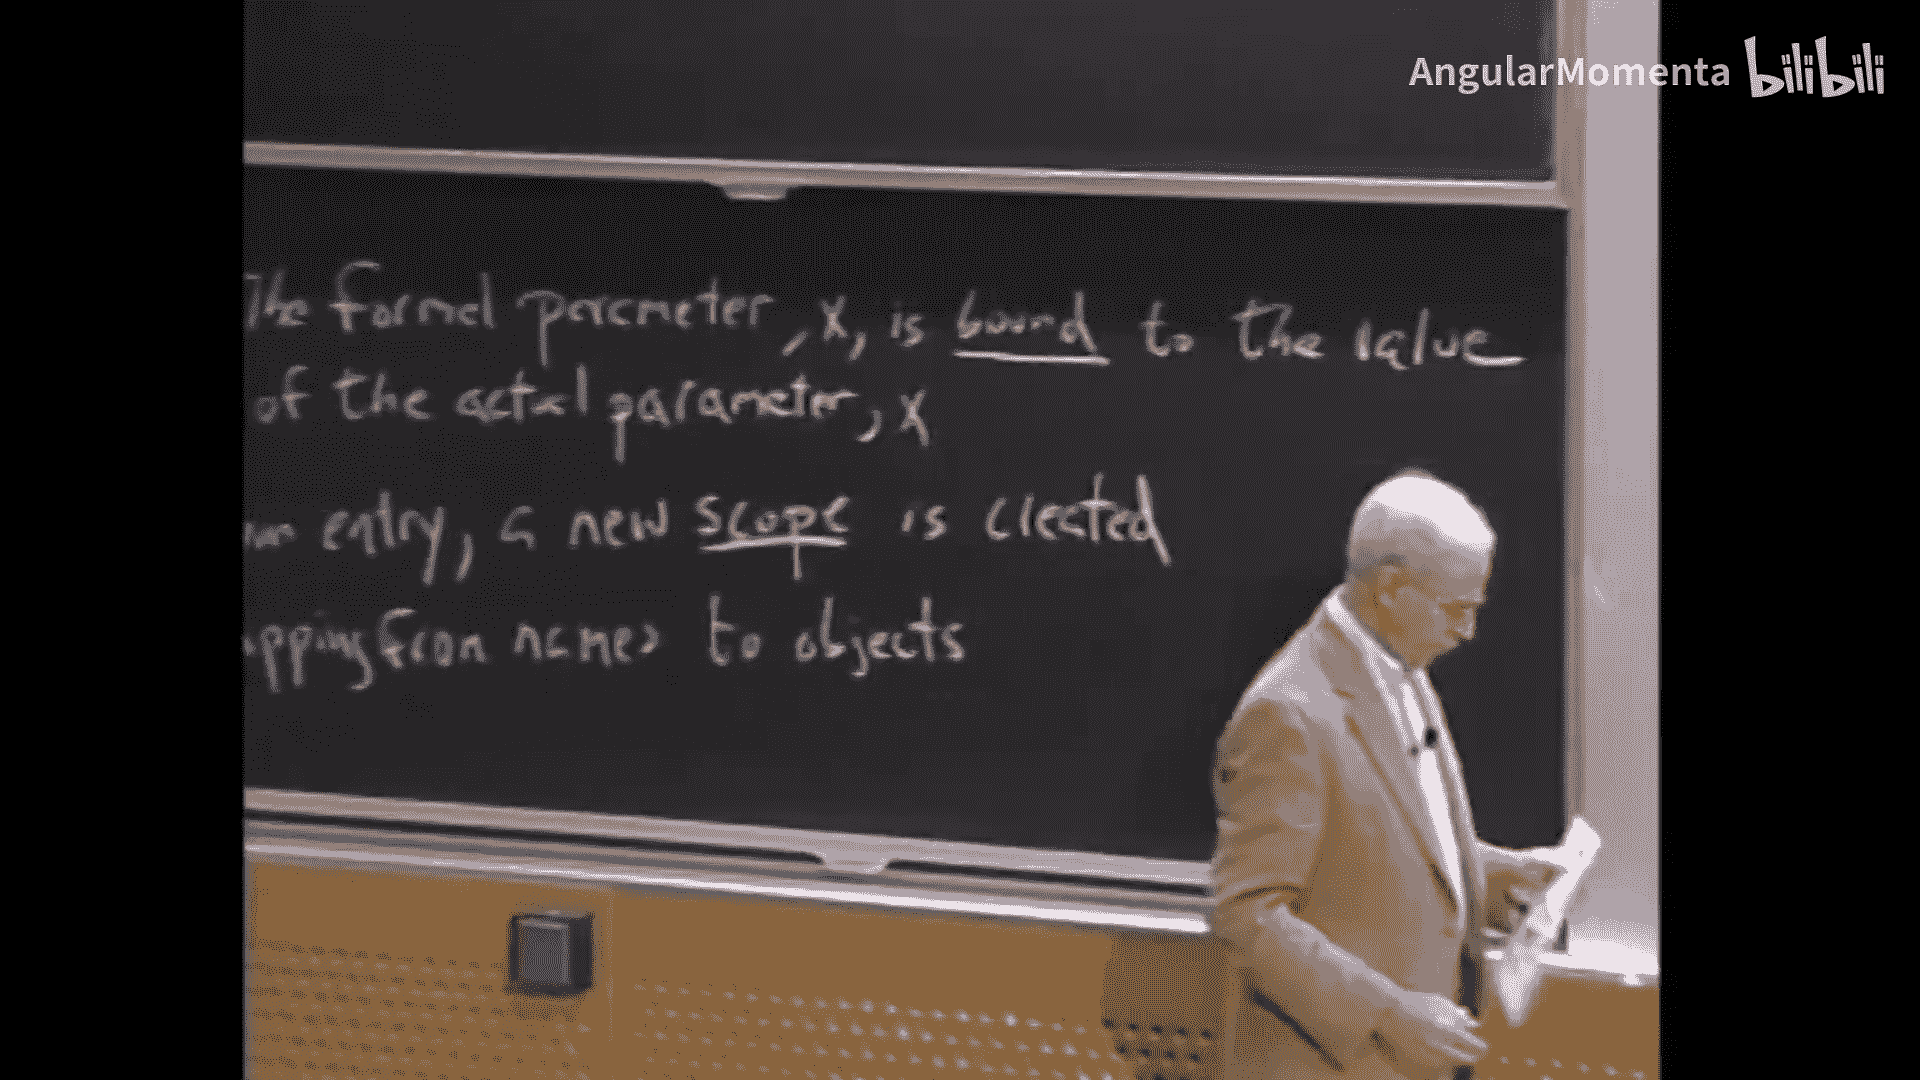 AngularMomenta bilibili
The formal parameter, x, is bound to the value
of the actual parameter, x
entry, a new scope is created
from names to objects